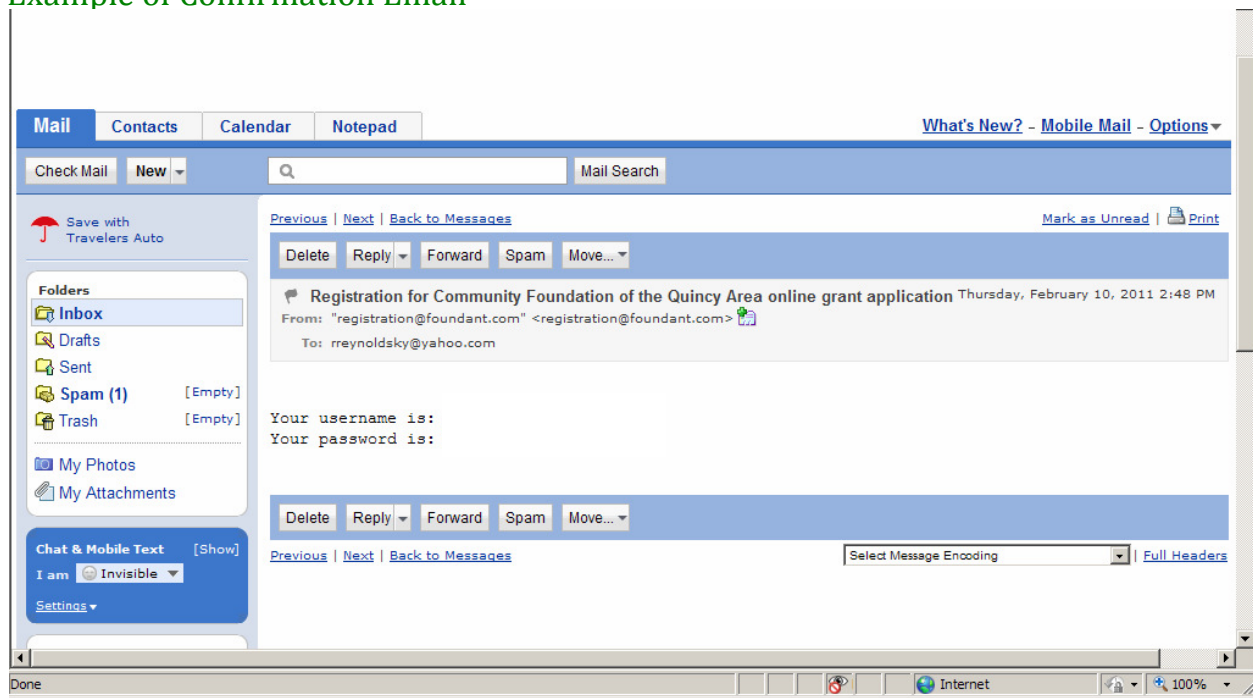 Example of Confirmation Email
Mail Contacts Calendar Notepad What's New? - Mobile Mail - Options
Check Mail New Mail Search
Save with
Travelers Auto
Previous | Next | Back to Messages Mark as Unread | Print
Delete Reply Forward Spam Move...
Folders
Inbox
Drafts
Sent
Spam (1) [Empty]
Trash [Empty]
My Photos
My Attachments
Registration for Community Foundation of the Quincy Area online grant application Thursday, February 10, 2011 2:48 PM
From: "registration@foundant.com" <registration@foundant.com>
To: rreynoldsky@yahoo.com
Your username is:
Your password is:
Delete Reply Forward Spam Move...
Chat & Mobile Text [Show]
I am Invisible
Settings
Previous | Next | Back to Messages Select Message Encoding | Full Headers
Done Internet 100%